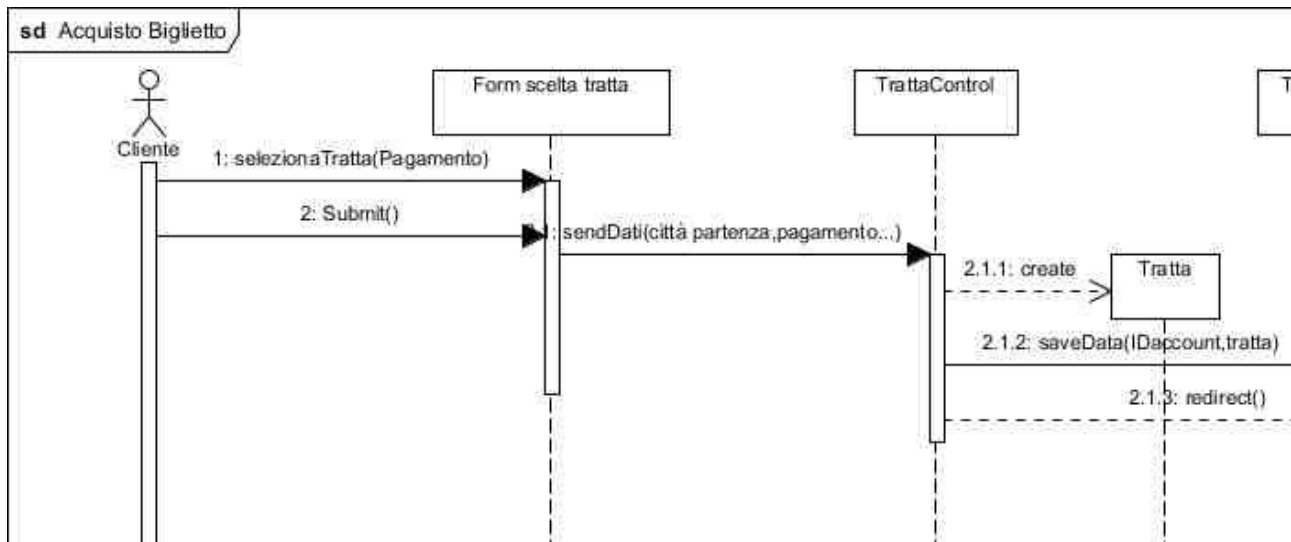 sd Acquisto Biglietto
Form scelta tratta
TrattaControl
T
Cliente
1: selezionaTratta(Pagamento)
2: Submit()
sendDati(città partenza,pagamento...)
2.1.1: create
Tratta
2.1.2: saveData(IDaccount,tratta)
2.1.3: redirect()